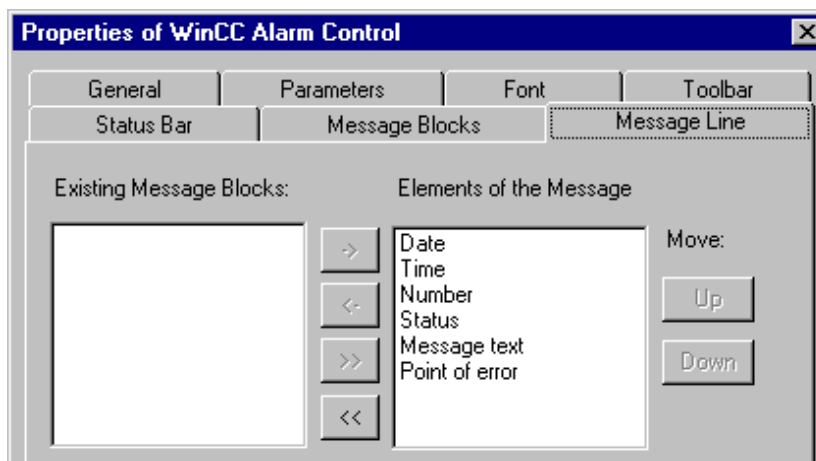 Properties of WinCC Alarm Control
General Parameters Font Toolbar
Status Bar Message Blocks Message Line
Existing Message Blocks: Elements of the Message
Move:
->
<-
>>
<<
Date
Time
Number
Status
Message text
Point of error
Up
Down